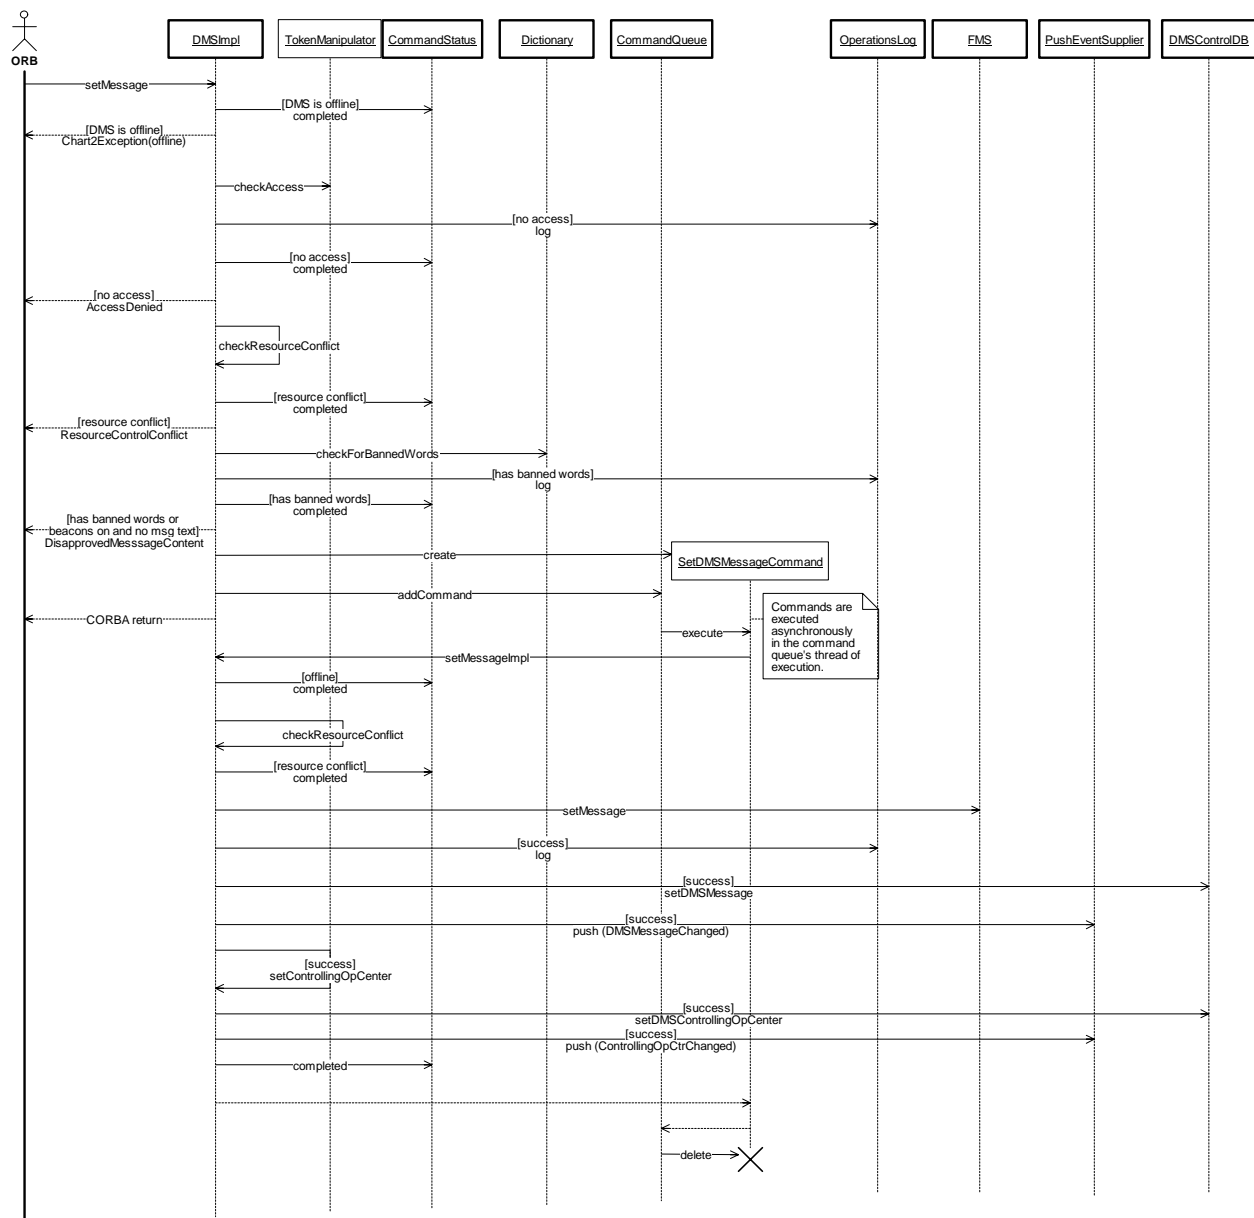 ORB
DMSImpl
TokenManipulator
CommandStatus
Dictionary
CommandQueue
OperationsLog
FMS
PushEventSupplier
DMSControlDB
setMessage
[DMS is offline]
completed
[DMS is offline]
Chart2Exception(offline)
checkAccess
[no access]
log
[no access]
completed
[no access]
AccessDenied
checkResourceConflict
[resource conflict]
completed
[resource conflict]
ResourceControlConflict
checkForBannedWords
[has banned words]
log
[has banned words]
completed
[has banned words or
beacons on and no msg text]
DisapprovedMesssageContent
create
SetDMSMessageCommand
addCommand
CORBA return
Commands are
executed
asynchronously
in the command
queue's thread of
execution.
execute
setMessageImpl
[offline]
completed
checkResourceConflict
[resource conflict]
completed
setMessage
[success]
log
[success]
setDMSMessage
[success]
push (DMSMessageChanged)
[success]
setControllingOpCenter
[success]
setDMSControllingOpCenter
[success]
push (ControllingOpCtrChanged)
completed
delete